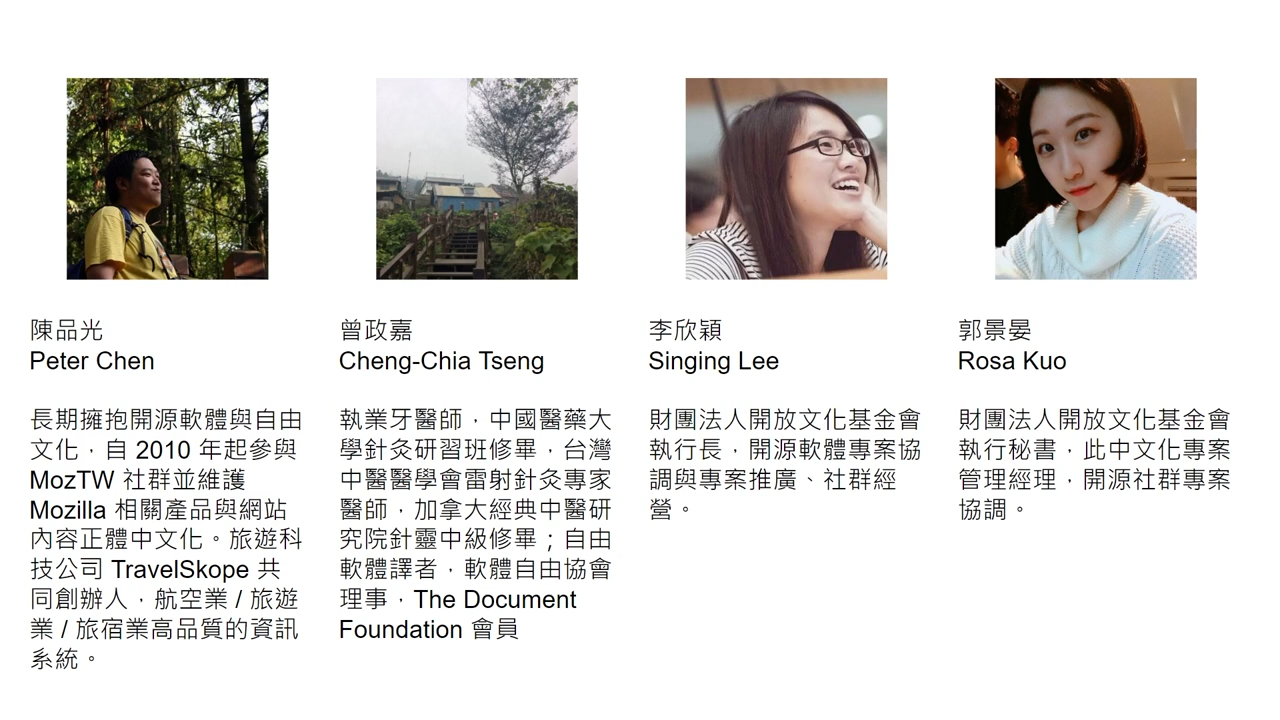 陳品光
Peter Chen
長期擁抱開源軟體與自由
文化，自 2010 年起參與
MozTW 社群並維護
Mozilla 相關產品與網站
內容正體中文化。旅遊科
技公司 TravelSkope 共
同創辦人，航空業 / 旅遊
業 / 旅宿業高品質的資訊
系統。
曾政嘉
Cheng-Chia Tseng
執業牙醫師，中國醫藥大
學針灸研習班修畢，台灣
中醫醫學會雷射針灸專家
醫師，加拿大經典中醫研
究院針靈中級修畢；自由
軟體譯者，軟體自由協會
理事，The Document
Foundation 會員
李欣穎
Singing Lee
財團法人開放文化基金會
執行長，開源軟體專案協
調與專案推廣、社群經
營。
郭景晏
Rosa Kuo
財團法人開放文化基金會
執行秘書，此中文化專案
管理經理，開源社群專案
協調。